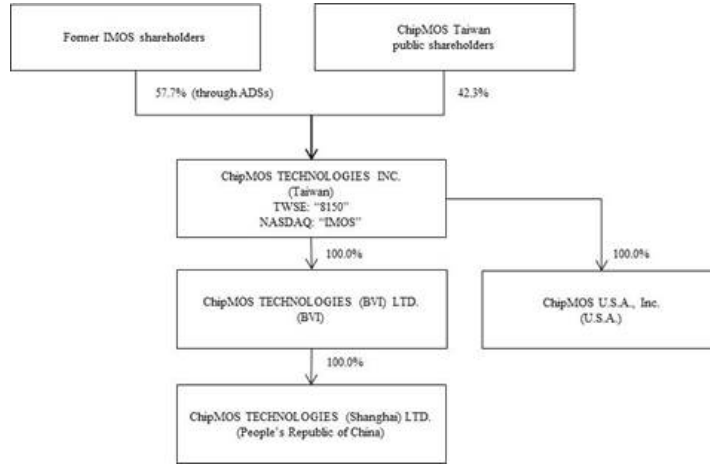 Former IMOS shareholders
ChipMOS Taiwan
public shareholders
57.7% (through ADSs)
42.3%
ChipMOS TECHNOLOGIES INC.
(Taiwan)
TWSE: “8150”
NASDAQ: “IMOS”
100.0%
100.0%
ChipMOS TECHNOLOGIES (BVI) LTD.
(BVI)
ChipMOS U.S.A., Inc.
(U.S.A.)
100.0%
ChipMOS TECHNOLOGIES (Shanghai) LTD.
(People’s Republic of China)